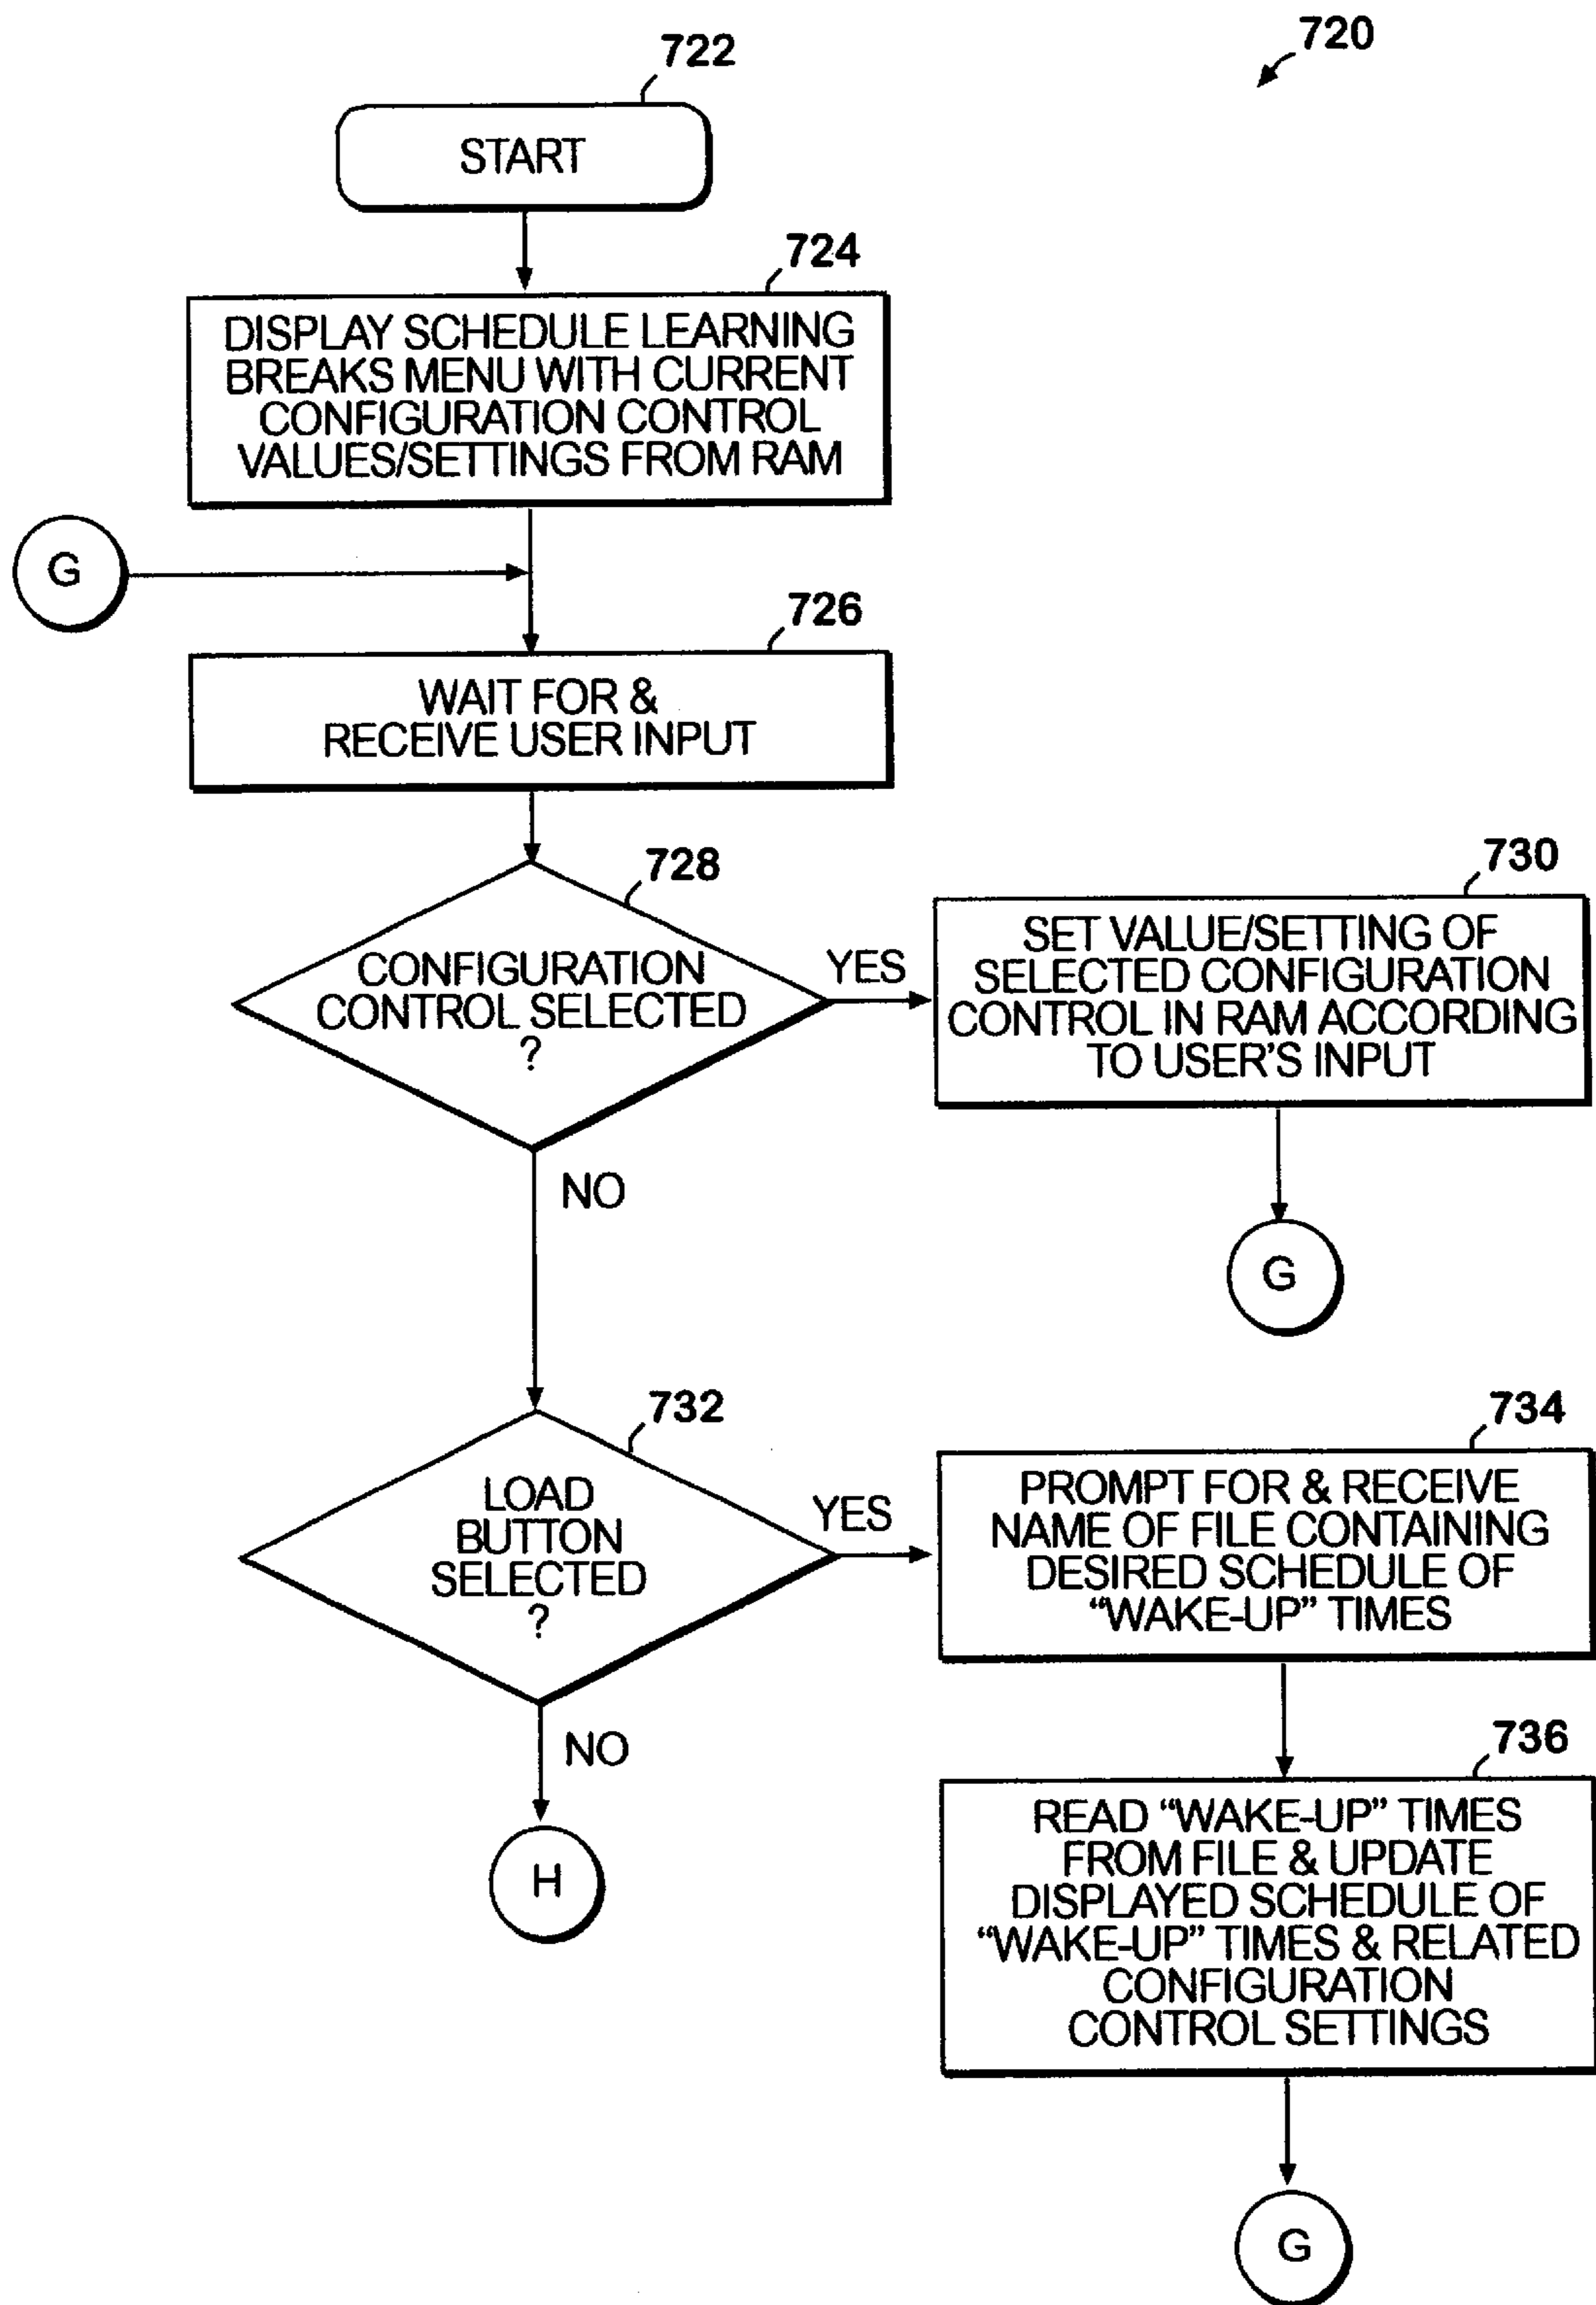 720
722
START
724
DISPLAY SCHEDULE LEARNING
BREAKS MENU WITH CURRENT
CONFIGURATION CONTROL
VALUES/SETTINGS FROM RAM
G
726
WAIT FOR &
RECEIVE USER INPUT
728
CONFIGURATION
CONTROL SELECTED
?
YES
730
SET VALUE/SETTING OF
SELECTED CONFIGURATION
CONTROL IN RAM ACCORDING
TO USER'S INPUT
NO
G
732
LOAD
BUTTON
SELECTED
?
YES
734
PROMPT FOR & RECEIVE
NAME OF FILE CONTAINING
DESIRED SCHEDULE OF
“WAKE-UP” TIMES
NO
H
736
READ “WAKE-UP” TIMES
FROM FILE & UPDATE
DISPLAYED SCHEDULE OF
“WAKE-UP” TIMES & RELATED
CONFIGURATION
CONTROL SETTINGS
G